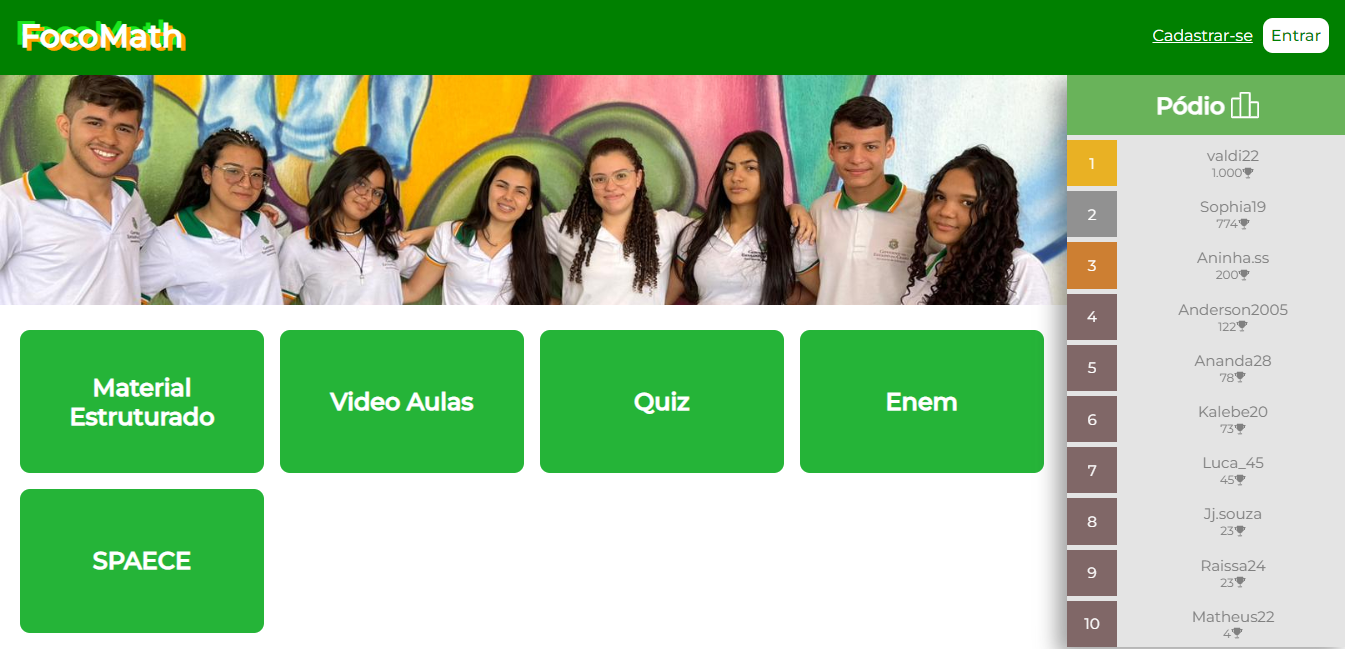 FocoMath
Cadastrar-se
Entrar
Pódio
1
valdi22
1.000
2
Sophia19
774
3
Aninha.ss
200
4
Anderson2005
122
5
Ananda28
78
6
Kalebe20
73
7
Luca_45
45
8
Jj.souza
23
9
Raissa24
23
10
Matheus22
4
Material
Estruturado
Video Aulas
Quiz
Enem
SPAECE